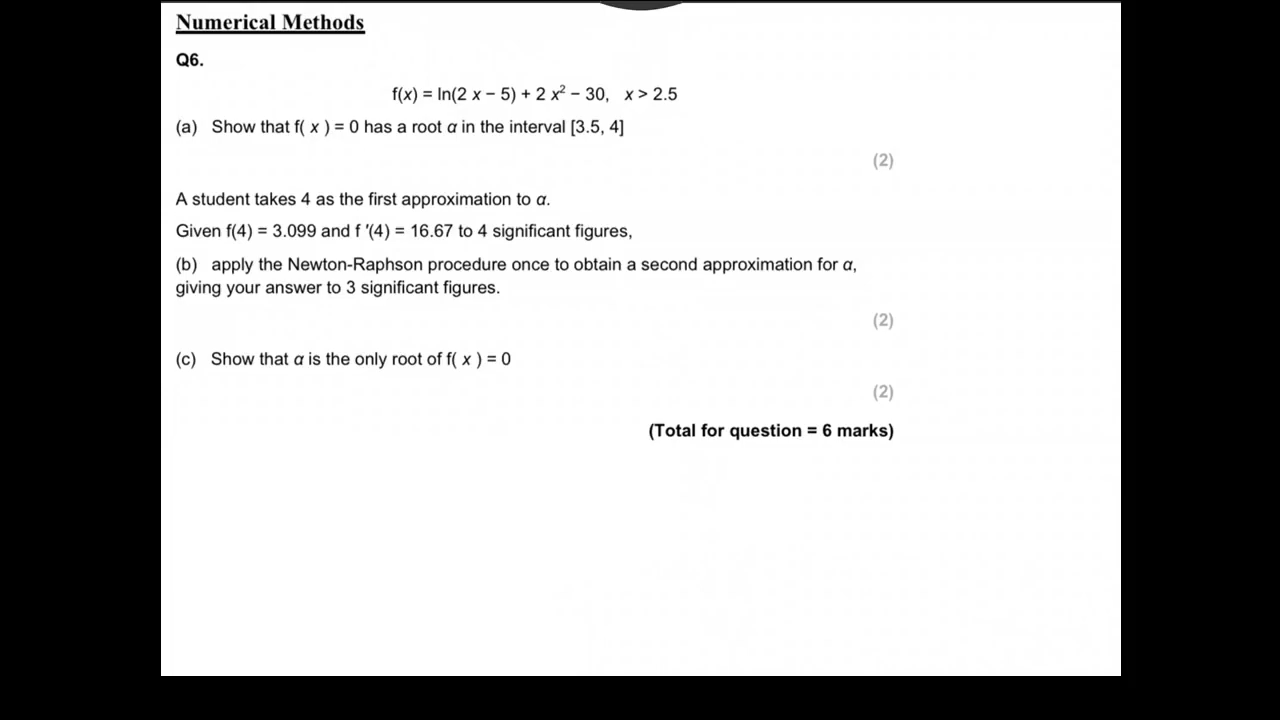 Numerical Methods
Q6.
f(x) = ln(2 x − 5) + 2 x² − 30,   x > 2.5
(a)   Show that f( x ) = 0 has a root α in the interval [3.5, 4]
(2)
A student takes 4 as the first approximation to α.
Given f(4) = 3.099 and f ′(4) = 16.67 to 4 significant figures,
(b)   apply the Newton-Raphson procedure once to obtain a second approximation for α,
giving your answer to 3 significant figures.
(2)
(c)   Show that α is the only root of f( x ) = 0
(2)
(Total for question = 6 marks)